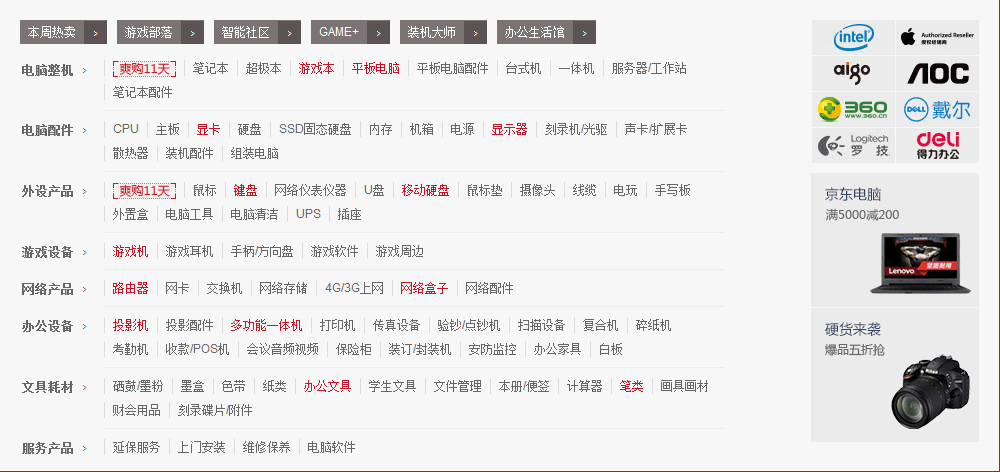 本周热卖 > 游戏部落 > 智能社区 > GAME+ > 装机大师 > 办公生活馆 >
电脑整机 > 爽购11天 笔记本 超极本 游戏本 平板电脑 平板电脑配件 台式机 一体机 服务器/工作站
笔记本配件
电脑配件 > CPU 主板 显卡 硬盘 SSD固态硬盘 内存 机箱 电源 显示器 刻录机/光驱 声卡/扩展卡
散热器 装机配件 组装电脑
外设产品 > 爽购11天 鼠标 键盘 网络仪表仪器 U盘 移动硬盘 鼠标垫 摄像头 线缆 电玩 手写板
外置盒 电脑工具 电脑清洁 UPS 插座
游戏设备 > 游戏机 游戏耳机 手柄/方向盘 游戏软件 游戏周边
网络产品 > 路由器 网卡 交换机 网络存储 4G/3G上网 网络盒子 网络配件
办公设备 > 投影机 投影配件 多功能一体机 打印机 传真设备 验钞/点钞机 扫描设备 复合机 碎纸机
考勤机 收款/POS机 会议音频视频 保险柜 装订/封装机 安防监控 办公家具 白板
文具耗材 > 硒鼓/墨粉 墨盒 色带 纸类 办公文具 学生文具 文件管理 本册/便签 计算器 笔类 画具画材
财会用品 刻录碟片/附件
服务产品 > 延保服务 上门安装 维修保养 电脑软件
intel Authorized Reseller
授权经销商
aigo AOC
360 DELL 戴尔
www.360.cn
Logitech deli
罗技 得力办公
京东电脑
满5000减200
Lenovo
硬货来袭
爆品五折抢
Nikon